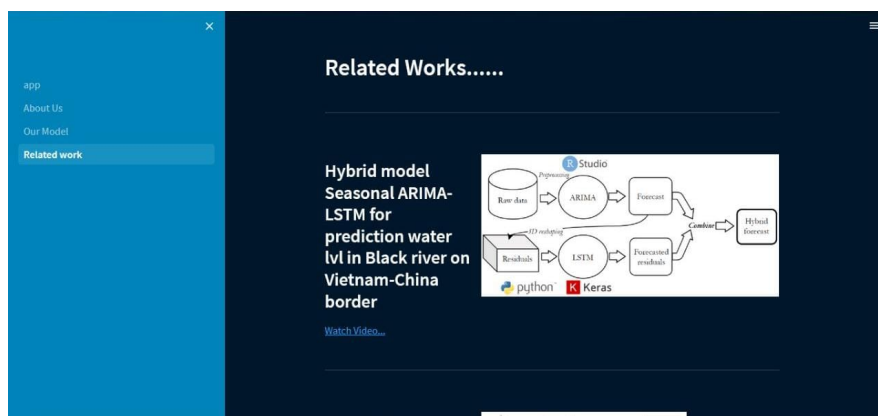 ×
app
About Us
Our Model
Related work
Related Works......
Hybrid model
Seasonal ARIMA-
LSTM for
prediction water
lvl in Black river on
Vietnam-China
border
Watch Video...
R Studio
Preprocessing
Raw data
ARIMA
Forecast
Combine
Hybrid
forecast
3D reshaping
Residuals
LSTM
Forecasted
residuals
python
K Keras